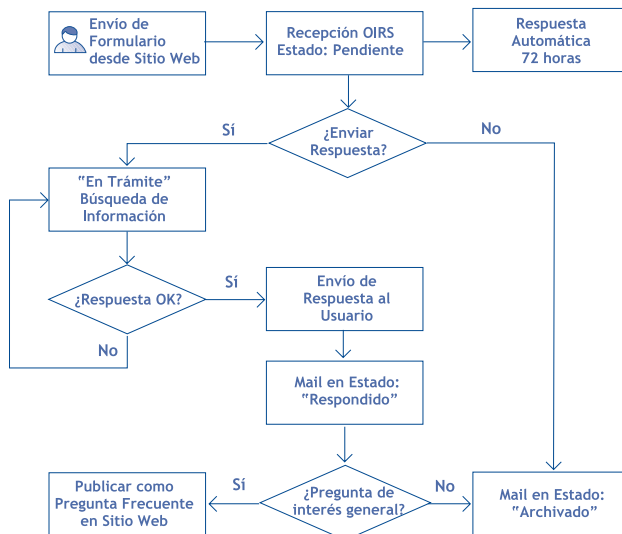 Envío de
Formulario
desde Sitio Web
Recepción OIRS
Estado: Pendiente
Respuesta
Automática
72 horas
Sí
¿Enviar
Respuesta?
No
“En Trámite”
Búsqueda de
Información
¿Respuesta OK?
Sí
No
Envío de
Respuesta al
Usuario
Mail en Estado:
“Respondido”
Publicar como
Pregunta Frecuente
en Sitio Web
Sí
¿Pregunta de
interés general?
No
Mail en Estado:
“Archivado”